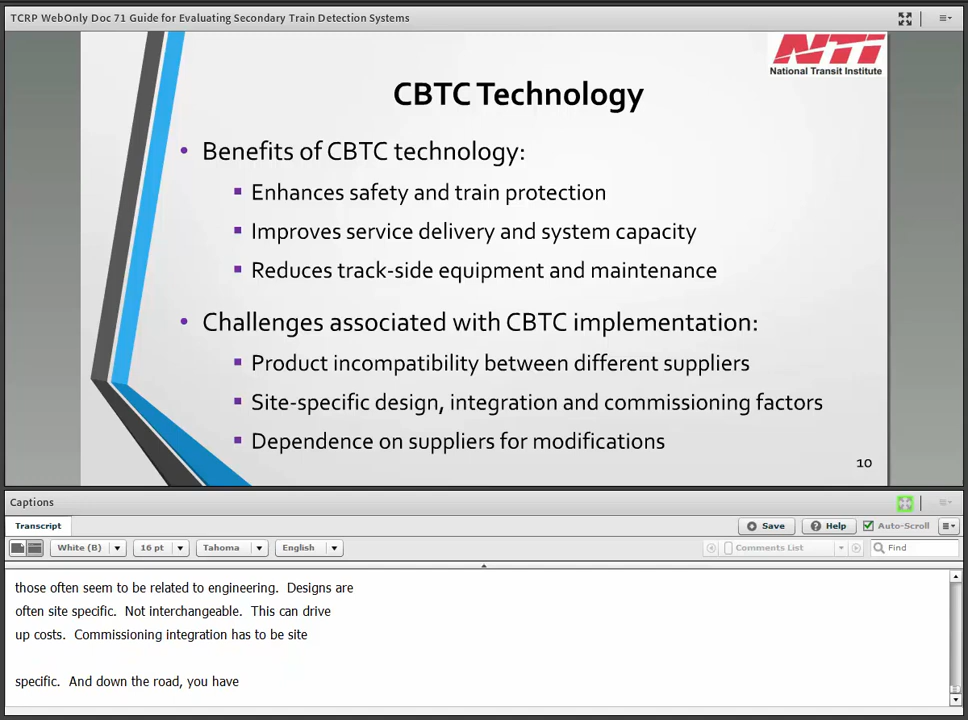 TCRP WebOnly Doc 71 Guide for Evaluating Secondary Train Detection Systems
NTI
National Transit Institute
CBTC Technology
• Benefits of CBTC technology:
▪ Enhances safety and train protection
▪ Improves service delivery and system capacity
▪ Reduces track-side equipment and maintenance
• Challenges associated with CBTC implementation:
▪ Product incompatibility between different suppliers
▪ Site-specific design, integration and commissioning factors
▪ Dependence on suppliers for modifications
10
Captions
Transcript
Save
Help
Auto-Scroll
White (B)
16 pt
Tahoma
English
Comments List
Find
those often seem to be related to engineering.  Designs are
often site specific.  Not interchangeable.  This can drive
up costs.  Commissioning integration has to be site
specific.  And down the road, you have